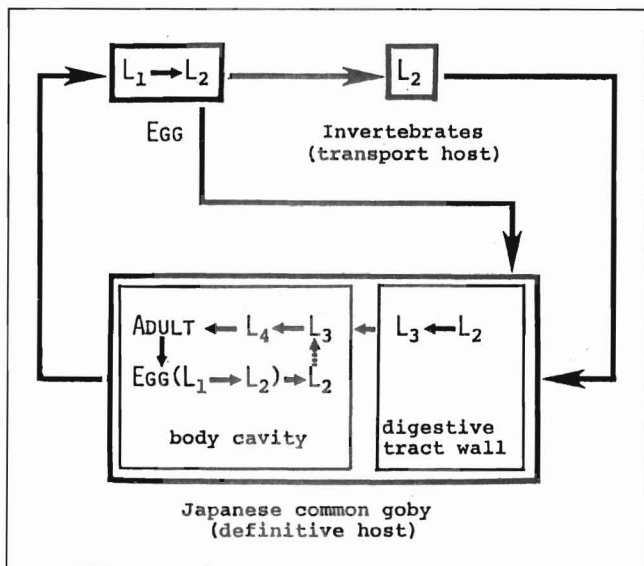 L₁ → L₂
L₂
EGG
Invertebrates
(transport host)
ADULT ← L₄ ← L₃
L₃ ← L₂
EGG(L₁ → L₂) → L₂
body cavity
digestive
tract wall
Japanese common goby
(definitive host)